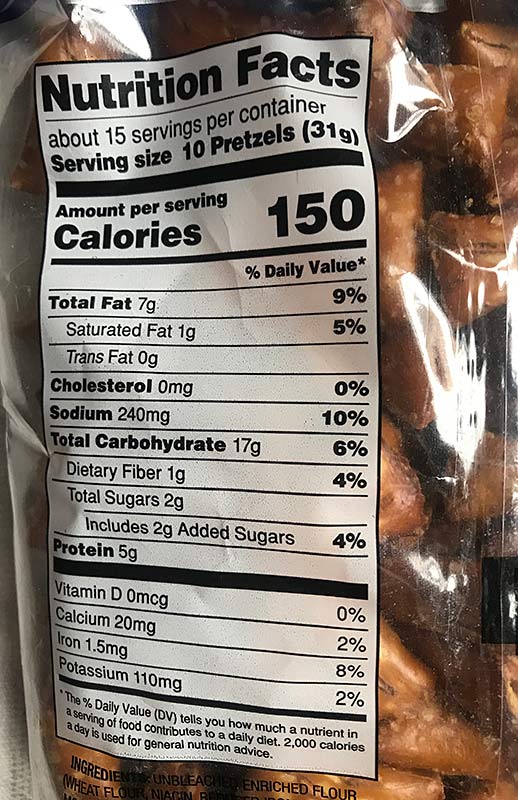 Nutrition Facts
about 15 servings per container
Serving size 10 Pretzels (31g)
Amount per serving
Calories 150
% Daily Value*
Total Fat 7g 9%
Saturated Fat 1g 5%
Trans Fat 0g
Cholesterol 0mg 0%
Sodium 240mg 10%
Total Carbohydrate 17g 6%
Dietary Fiber 1g 4%
Total Sugars 2g
Includes 2g Added Sugars 4%
Protein 5g
Vitamin D 0mcg 0%
Calcium 20mg 2%
Iron 1.5mg 8%
Potassium 110mg 2%
* The % Daily Value (DV) tells you how much a nutrient in
a serving of food contributes to a daily diet. 2,000 calories
a day is used for general nutrition advice.
INGREDIENTS: UNBLEACHED ENRICHED FLOUR
(WHEAT FLOUR, NIACIN,